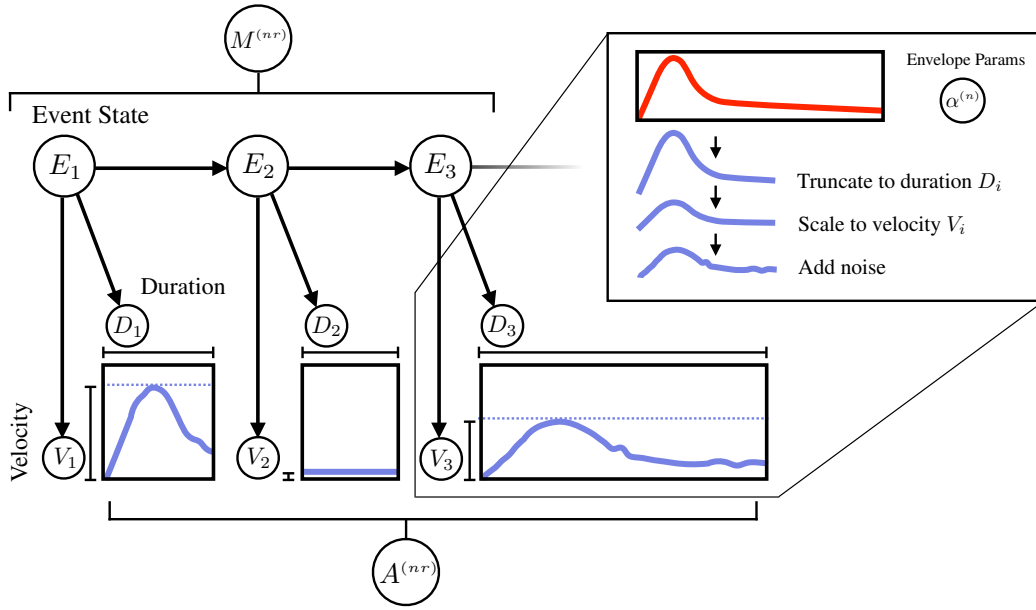 M^{(nr)}
Envelope Params
α^{(n)}
Event State
E_1
E_2
E_3
Truncate to duration D_i
Scale to velocity V_i
Add noise
Duration
D_1
D_2
D_3
Velocity
V_1
V_2
V_3
A^{(nr)}